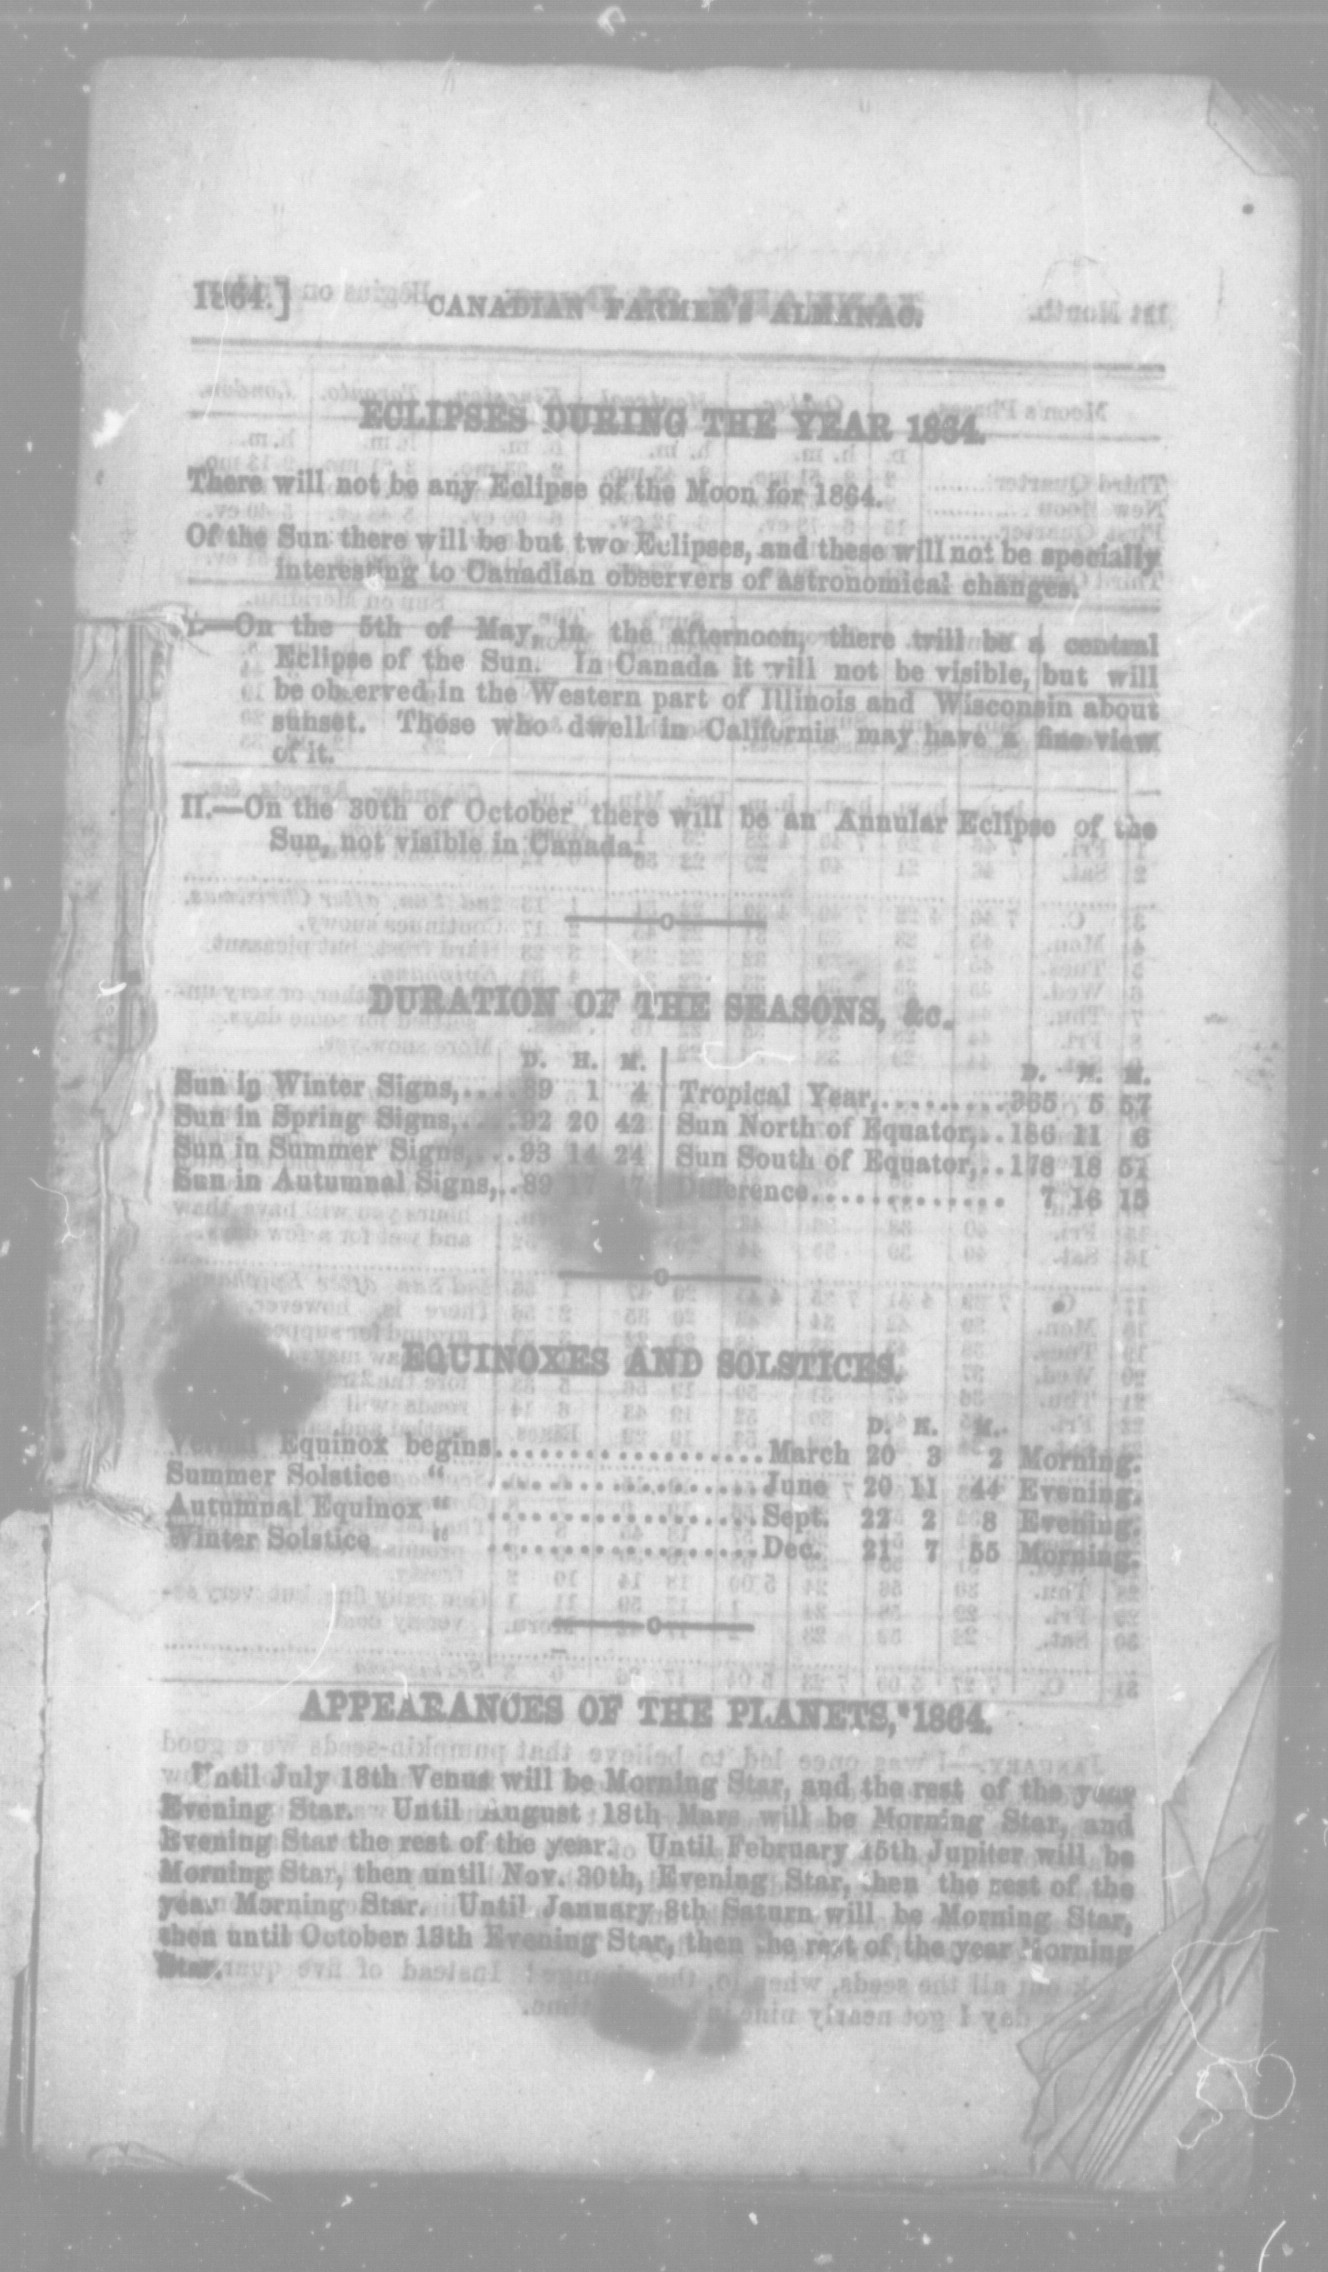 1864.] CANADIAN FARMER'S ALMANAC.
ECLIPSES DURING THE YEAR 1864.
There will not be any Eclipse of the Moon for 1864.
Of the Sun there will be but two Eclipses, and these will not be specially
interesting to Canadian observers of astronomical changes.
I.—On the 5th of May, in the afternoon, there will be a central
Eclipse of the Sun. In Canada it will not be visible, but will
be observed in the Western part of Illinois and Wisconsin about
sunset. Those who dwell in California may have a fine view
of it.
II.—On the 30th of October there will be an Annular Eclipse of the
Sun, not visible in Canada.
DURATION OF THE SEASONS, &c.
D. H. M.
Sun in Winter Signs,.... 89 1 4
Sun in Spring Signs,.....92 20 42
Sun in Summer Signs,...93 14 24
Sun in Autumnal Signs,..89 17
D. H. M.
Tropical Year,.........365 5 57
Sun North of Equator,..186 11 6
Sun South of Equator,..178 18 51
Difference.............. 7 16 15
EQUINOXES AND SOLSTICES.
D. H. M.
Vernal Equinox begins...................March 20 3 2 Morning.
Summer Solstice " ...................June 20 11 44 Evening.
Autumnal Equinox " ...................Sept. 22 2 8 Evening.
Winter Solstice " ...................Dec. 21 7 55 Morning.
APPEARANCES OF THE PLANETS, 1864.
Until July 18th Venus will be Morning Star, and the rest of the year
Evening Star. Until August 18th Mars will be Morning Star, and
Evening Star the rest of the year. Until February 15th Jupiter will be
Morning Star, then until Nov. 30th, Evening Star, then the rest of the
year Morning Star. Until January 8th Saturn will be Morning Star,
then until October 13th Evening Star, then the rest of the year Morning
Star.